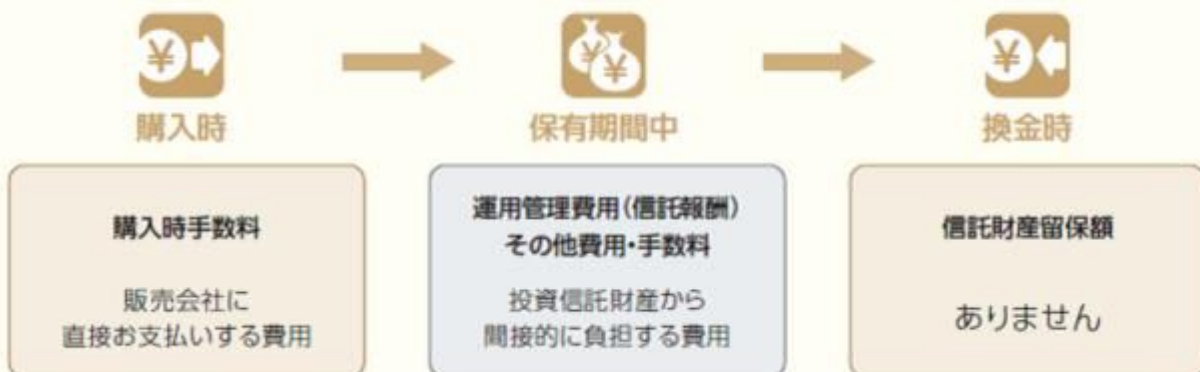 ¥
¥
¥
¥
購入時
保有期間中
換金時
購入時手数料
販売会社に
直接お支払いする費用
運用管理費用(信託報酬)
その他費用・手数料
投資信託財産から
間接的に負担する費用
信託財産留保額
ありません